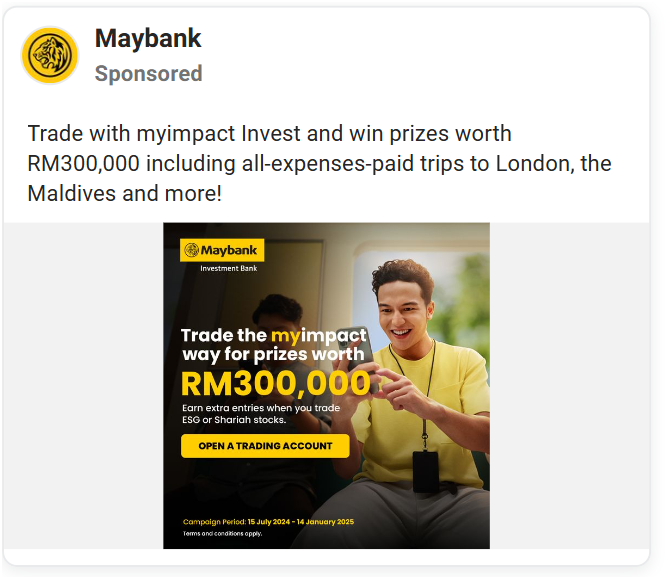 Maybank
Sponsored
Trade with myimpact Invest and win prizes worth
RM300,000 including all-expenses-paid trips to London, the
Maldives and more!
Maybank
Investment Bank
Trade the myimpact
way for prizes worth
RM300,000
Earn extra entries when you trade
ESG or Shariah stocks.
OPEN A TRADING ACCOUNT
Campaign Period: 15 July 2024 - 14 January 2025
Terms and conditions apply.